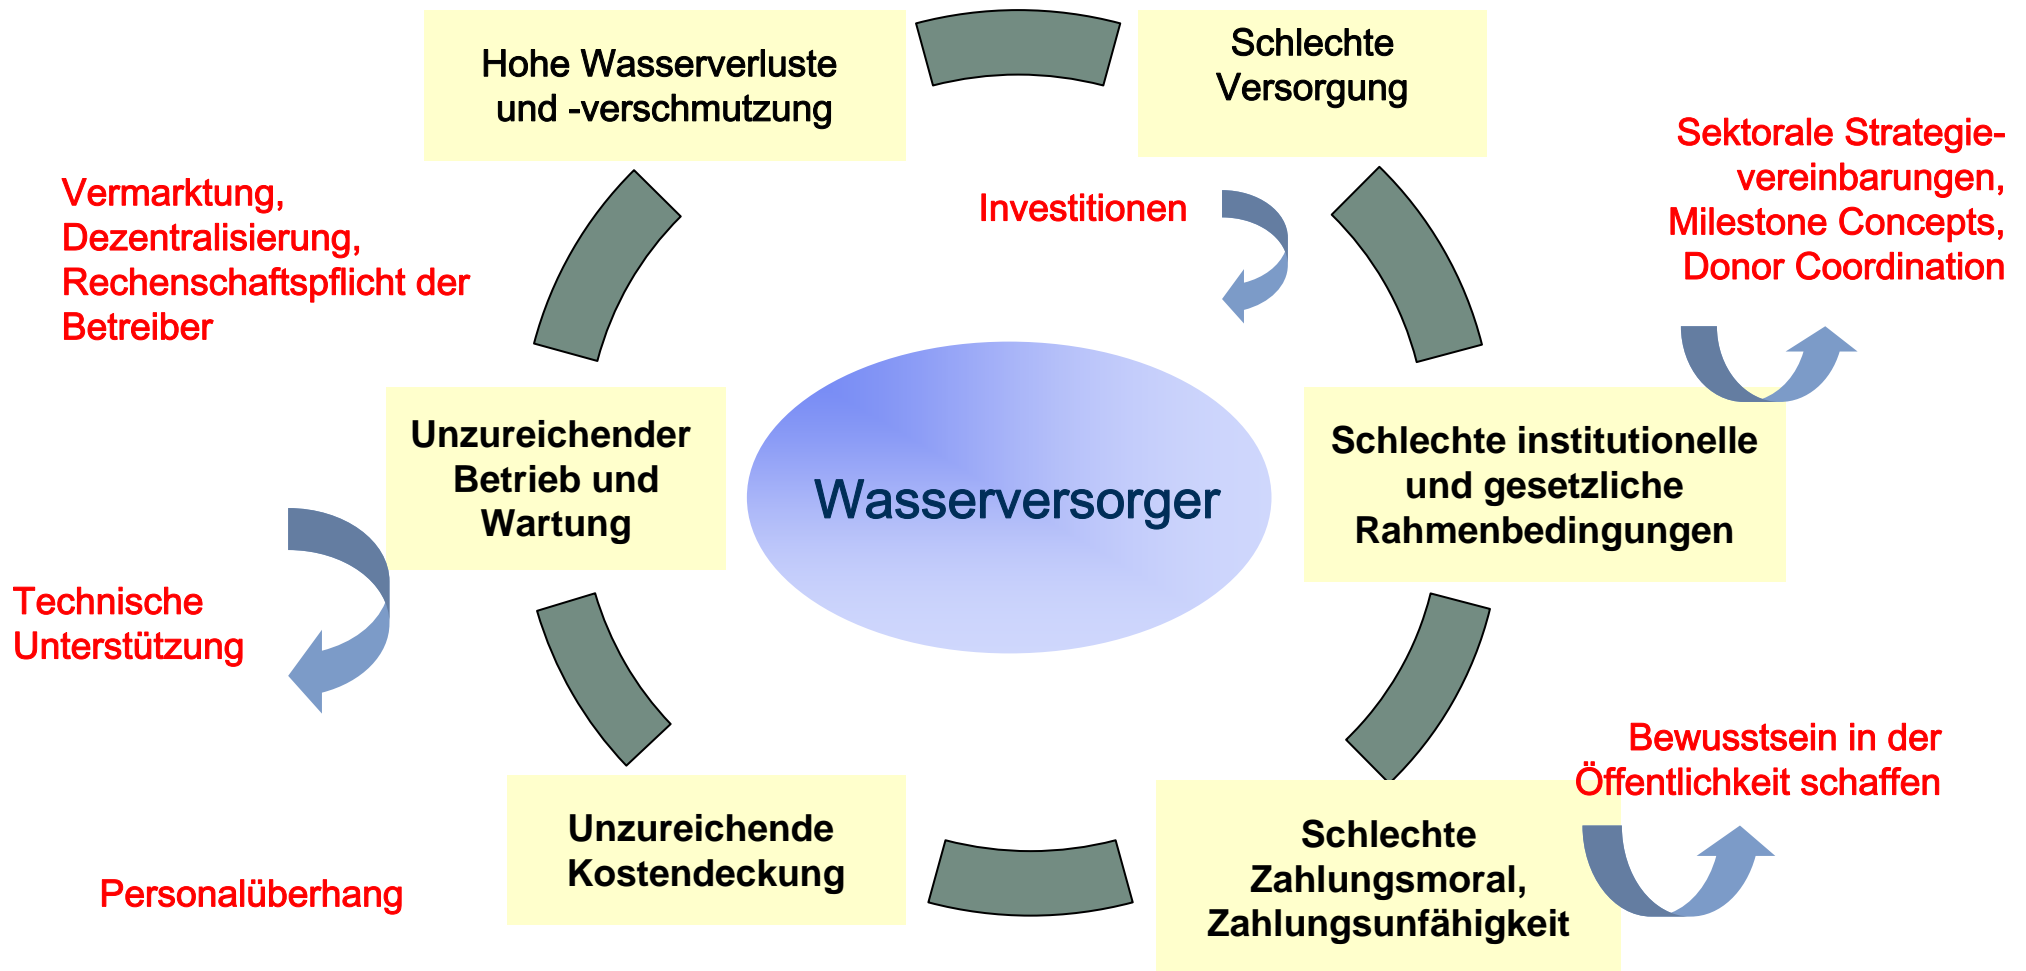 Hohe Wasserverluste
und -verschmutzung
Schlechte
Versorgung
Sektorale Strategie-
vereinbarungen,
Milestone Concepts,
Donor Coordination
Vermarktung,
Dezentralisierung,
Rechenschaftspflicht der
Betreiber
Investitionen
Unzureichender
Betrieb und
Wartung
Wasserversorger
Schlechte institutionelle
und gesetzliche
Rahmenbedingungen
Technische
Unterstützung
Bewusstsein in der
Öffentlichkeit schaffen
Unzureichende
Kostendeckung
Schlechte
Zahlungsmoral,
Zahlungsunfähigkeit
Personalüberhang